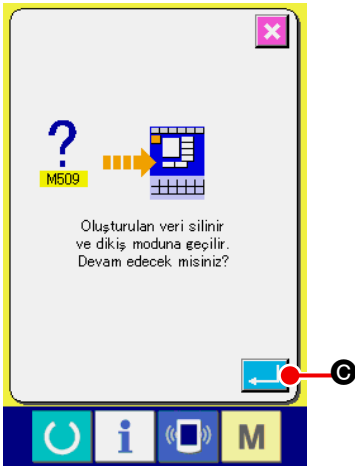 ?
M509
Oluşturulan veri silinir
ve dikiş moduna geçilir.
Devam edecek misiniz?
C
i
M